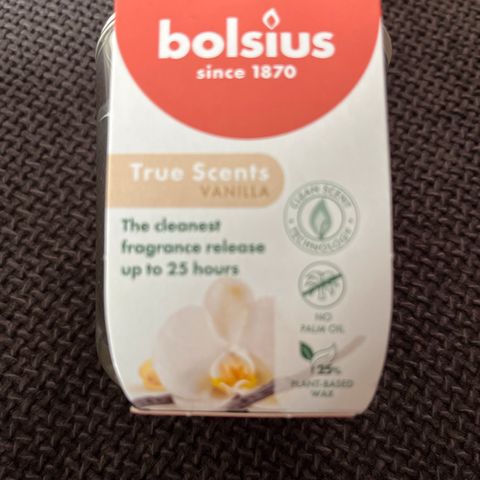 bolsius
since 1870
True Scents
VANILLA
The cleanest
fragrance release
up to 25 hours
CLEAN SCENT
TECHNOLOGY
NO
PALM OIL
25%
PLANT-BASED
WAX